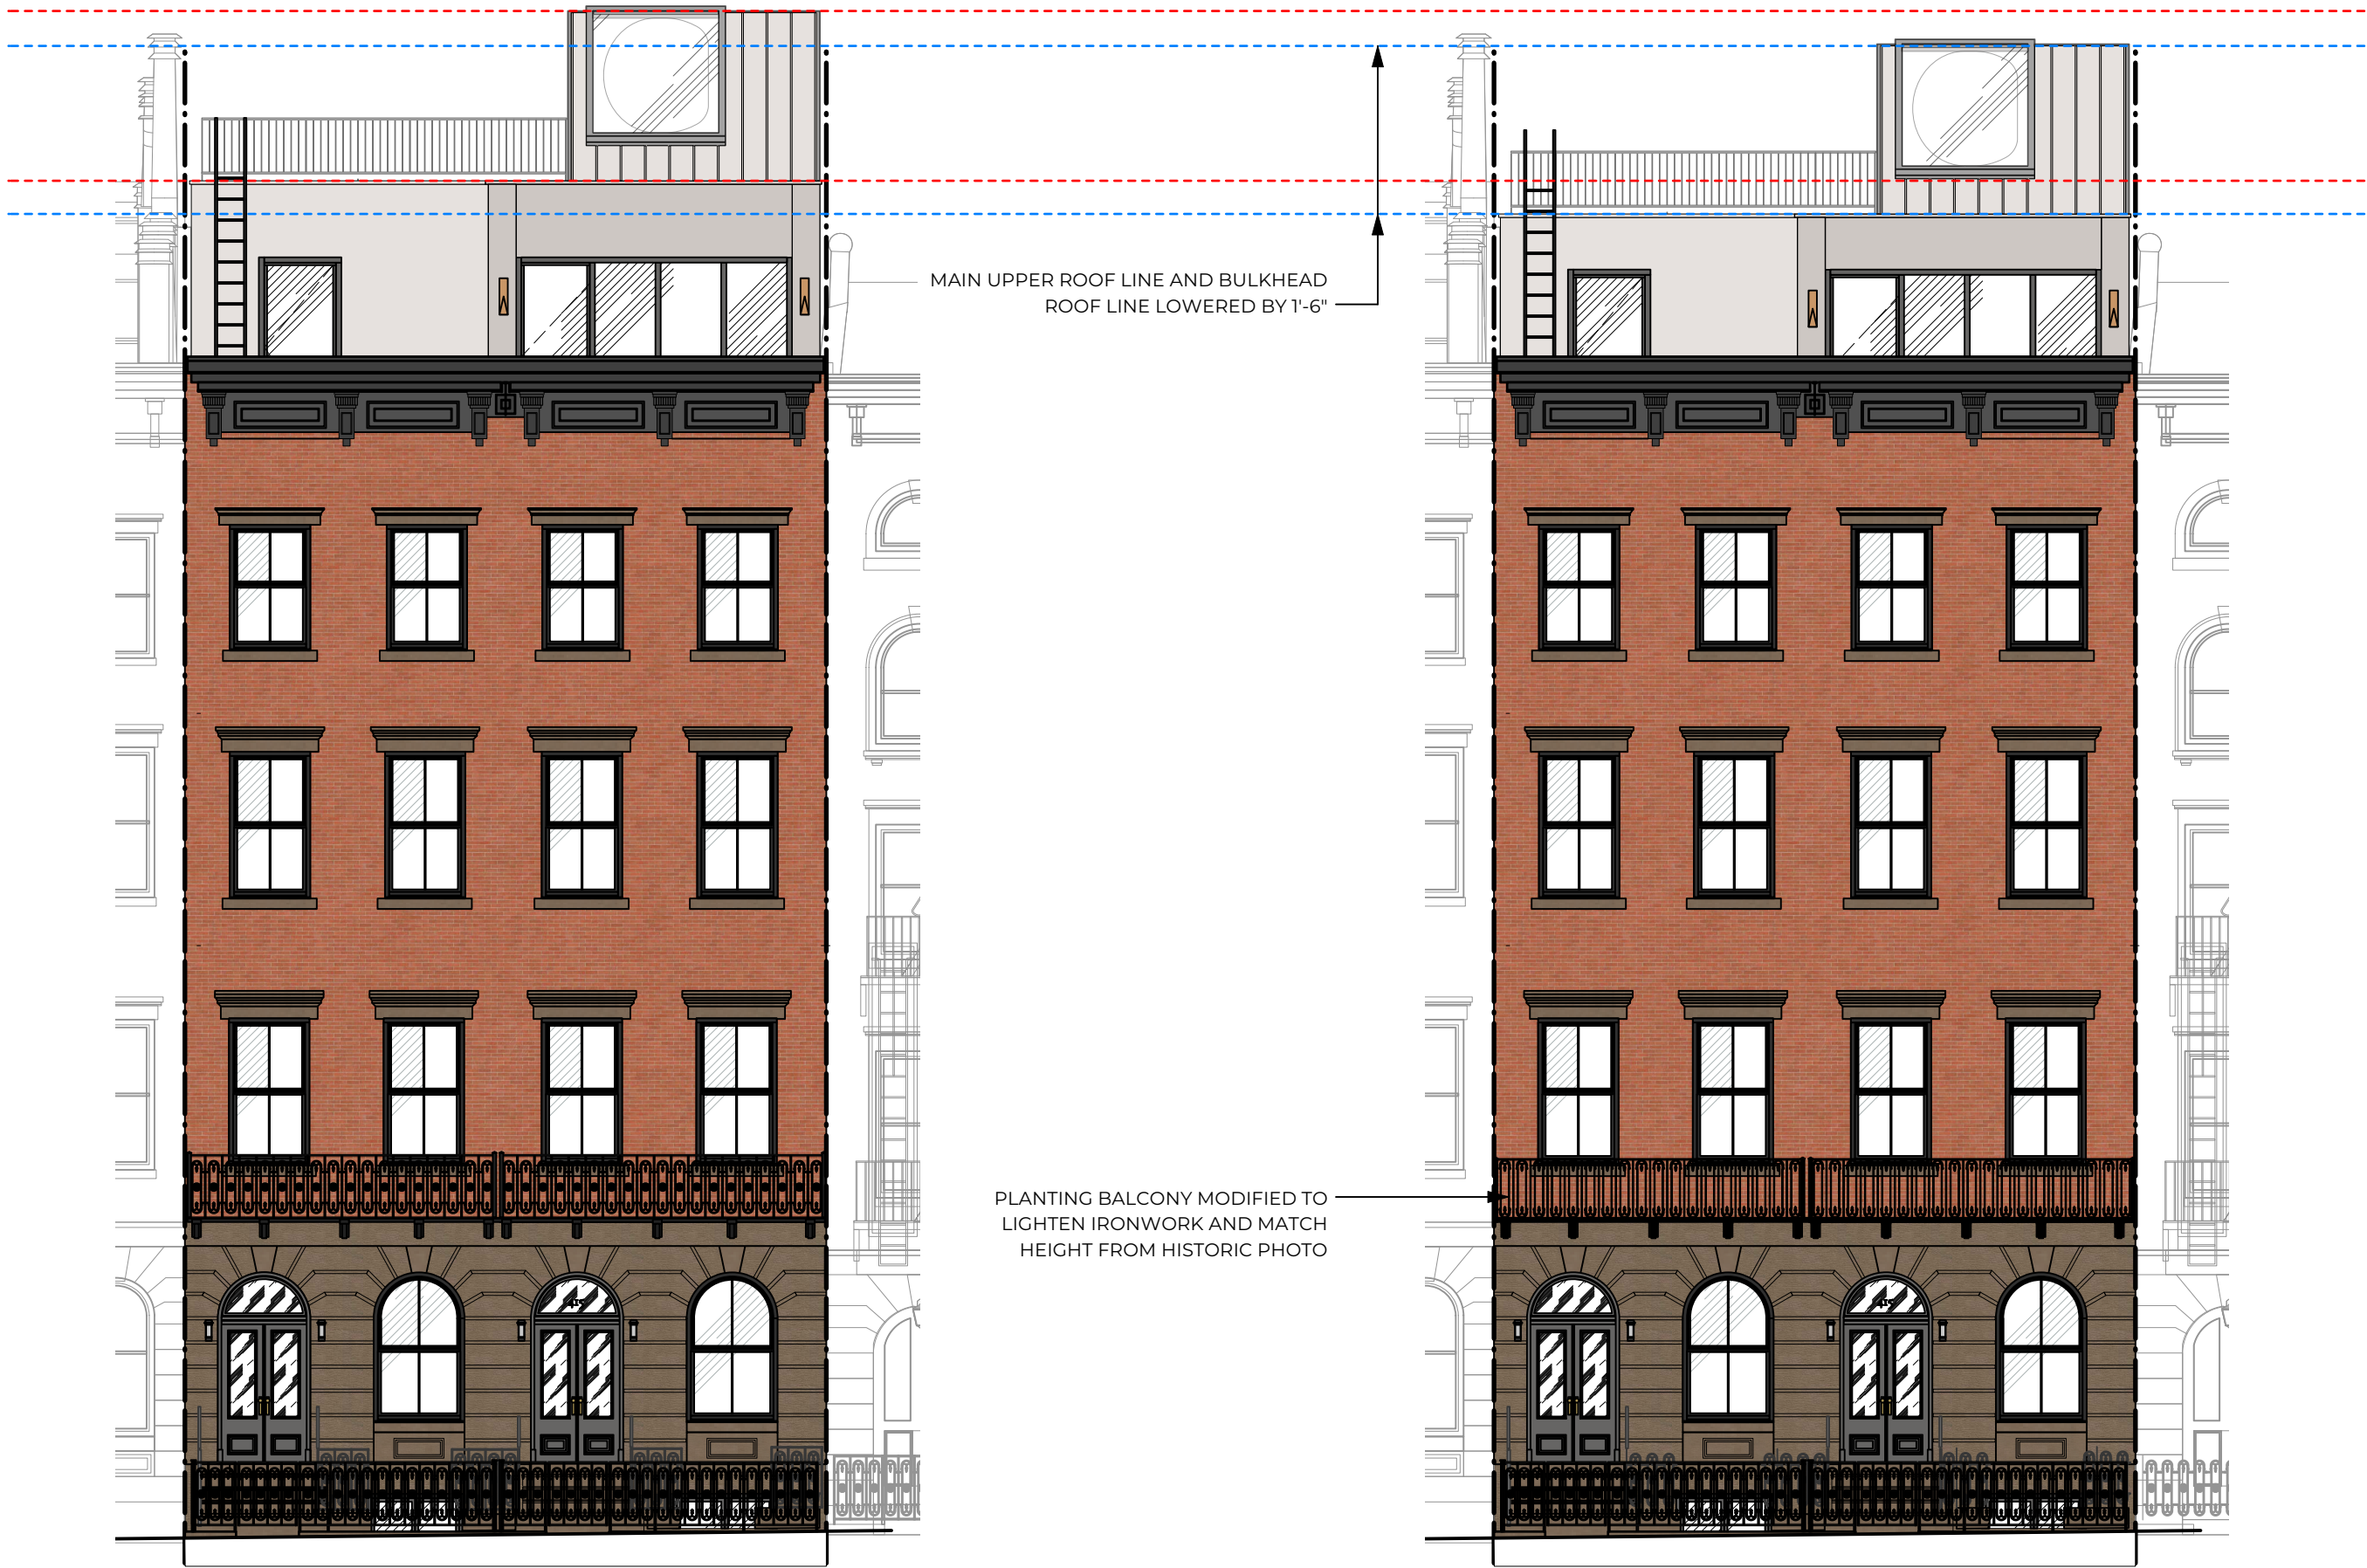 MAIN UPPER ROOF LINE AND BULKHEAD
ROOF LINE LOWERED BY 1'-6"
PLANTING BALCONY MODIFIED TO
LIGHTEN IRONWORK AND MATCH
HEIGHT FROM HISTORIC PHOTO